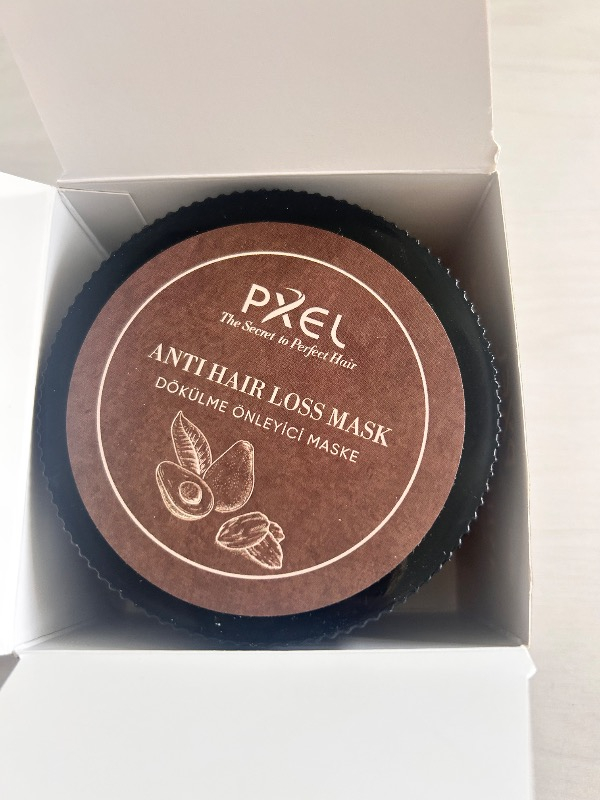 PXEL
The Secret to Perfect Hair
ANTI HAIR LOSS MASK
DÖKÜLME ÖNLEYİCİ MASKE